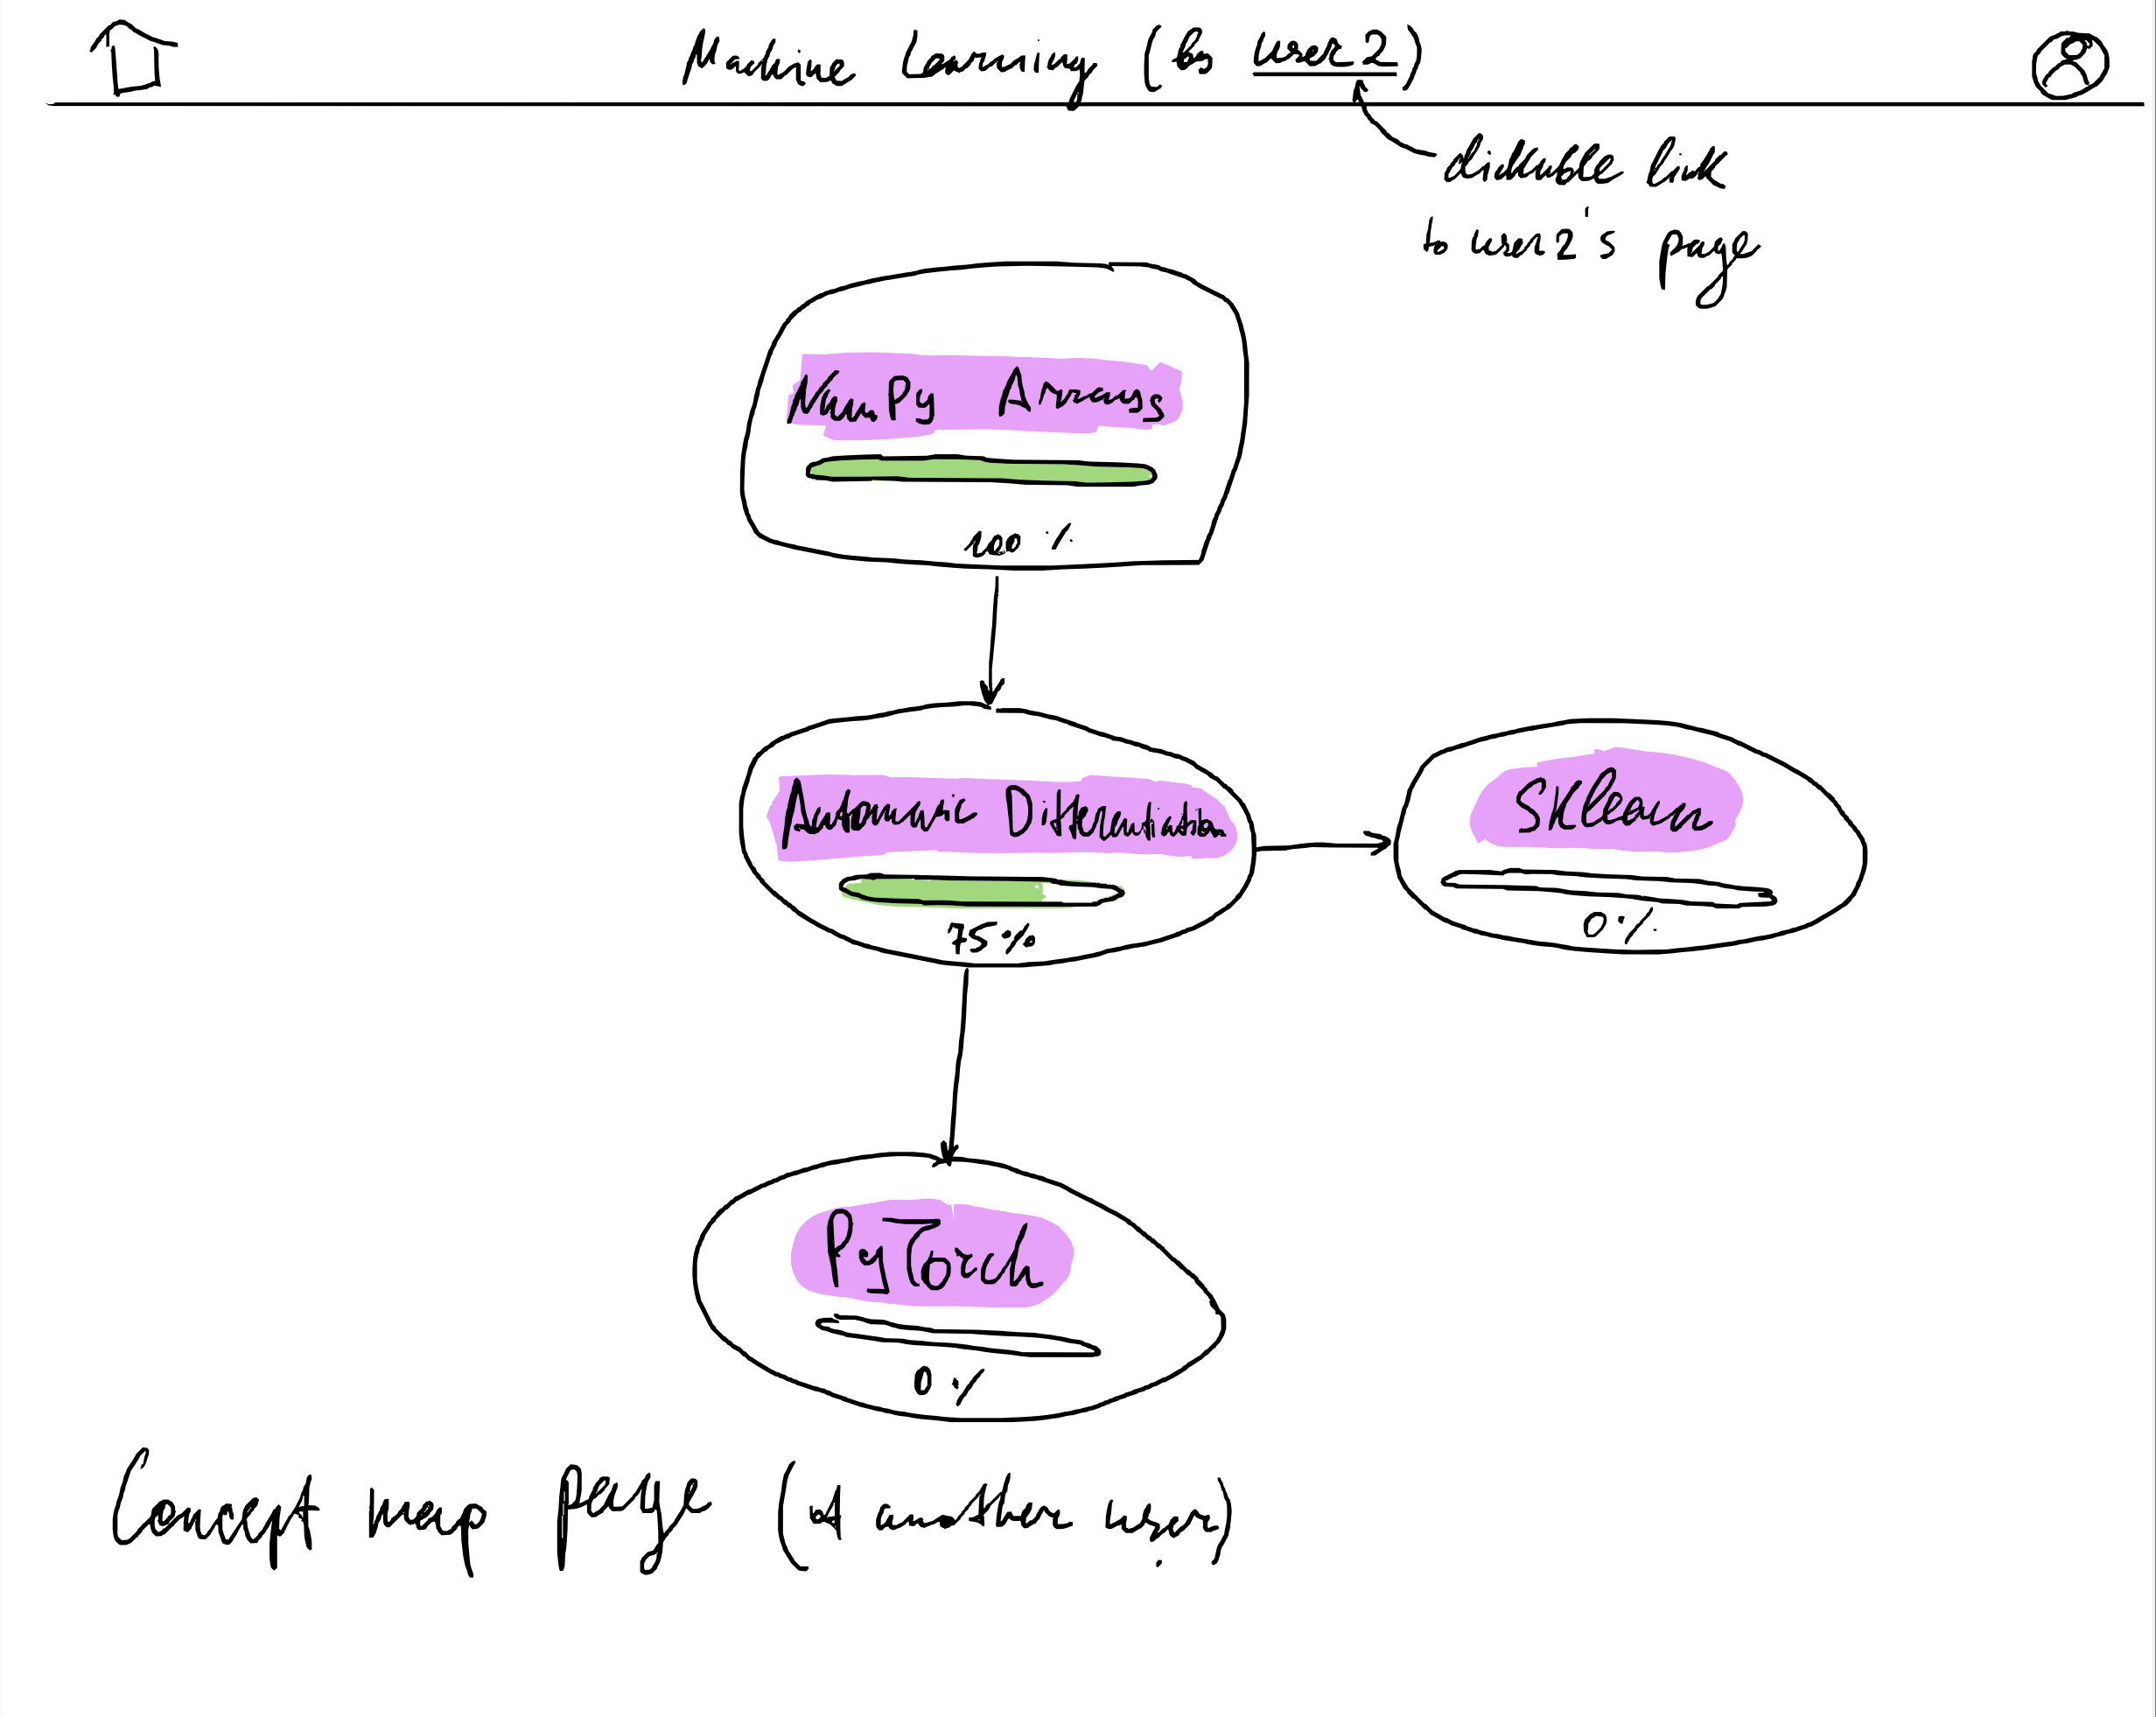 Machine Learning (by user2)
clickable link
to user2's page
NumPy Arrays
100 %
Automatic Differentiation
75%
SKlearn
0%
PyTorch
0%
Concept map page (of another user)